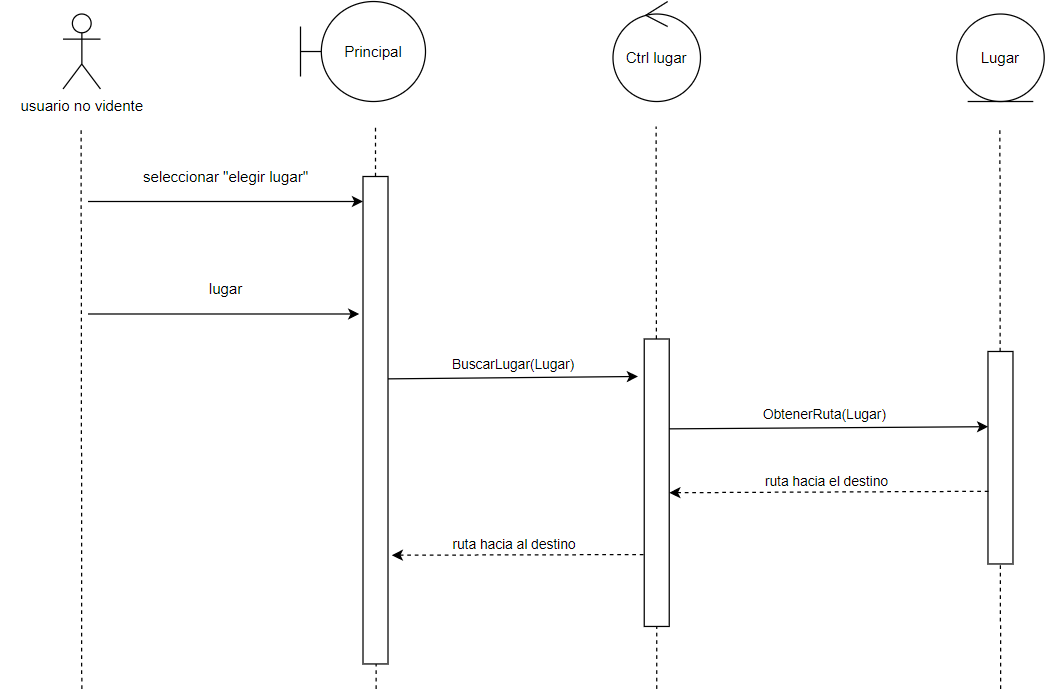 Principal
Ctrl lugar
Lugar
usuario no vidente
seleccionar "elegir lugar"
lugar
BuscarLugar(Lugar)
ObtenerRuta(Lugar)
ruta hacia el destino
ruta hacia al destino